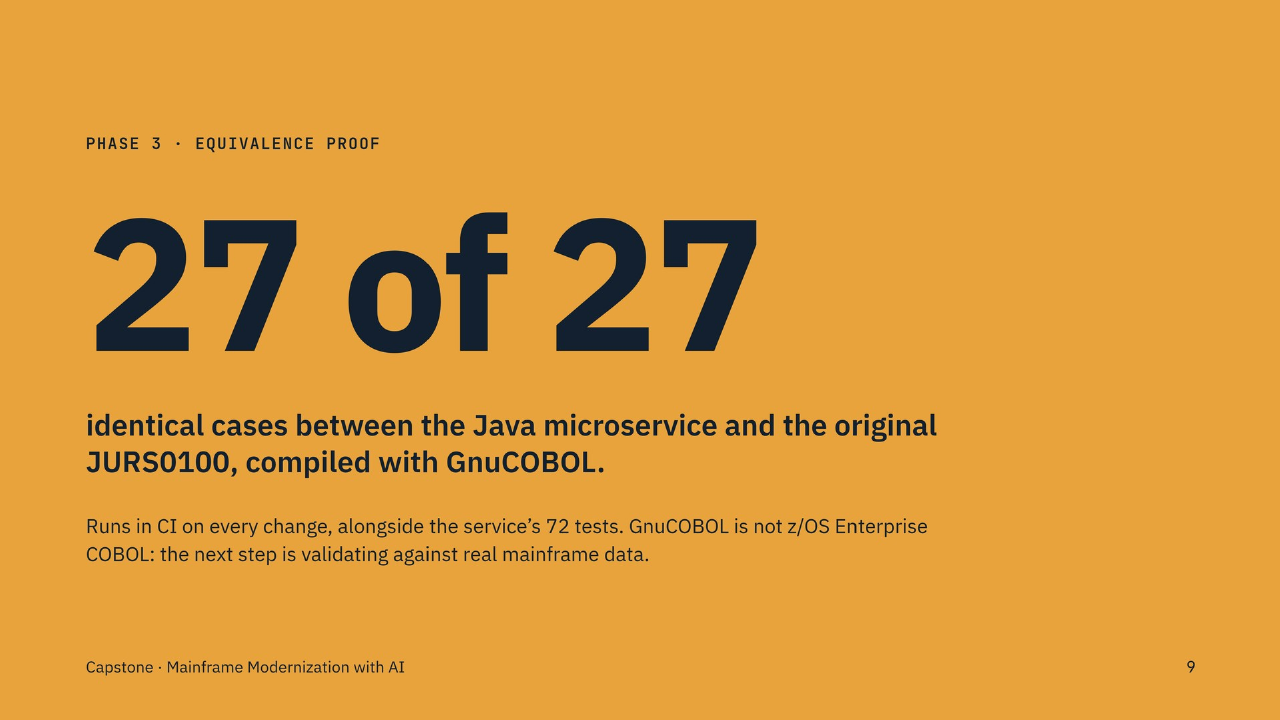 PHASE 3 · EQUIVALENCE PROOF
27 of 27
identical cases between the Java microservice and the original
JURS0100, compiled with GnuCOBOL.
Runs in CI on every change, alongside the service’s 72 tests. GnuCOBOL is not z/OS Enterprise
COBOL: the next step is validating against real mainframe data.
Capstone · Mainframe Modernization with AI
9